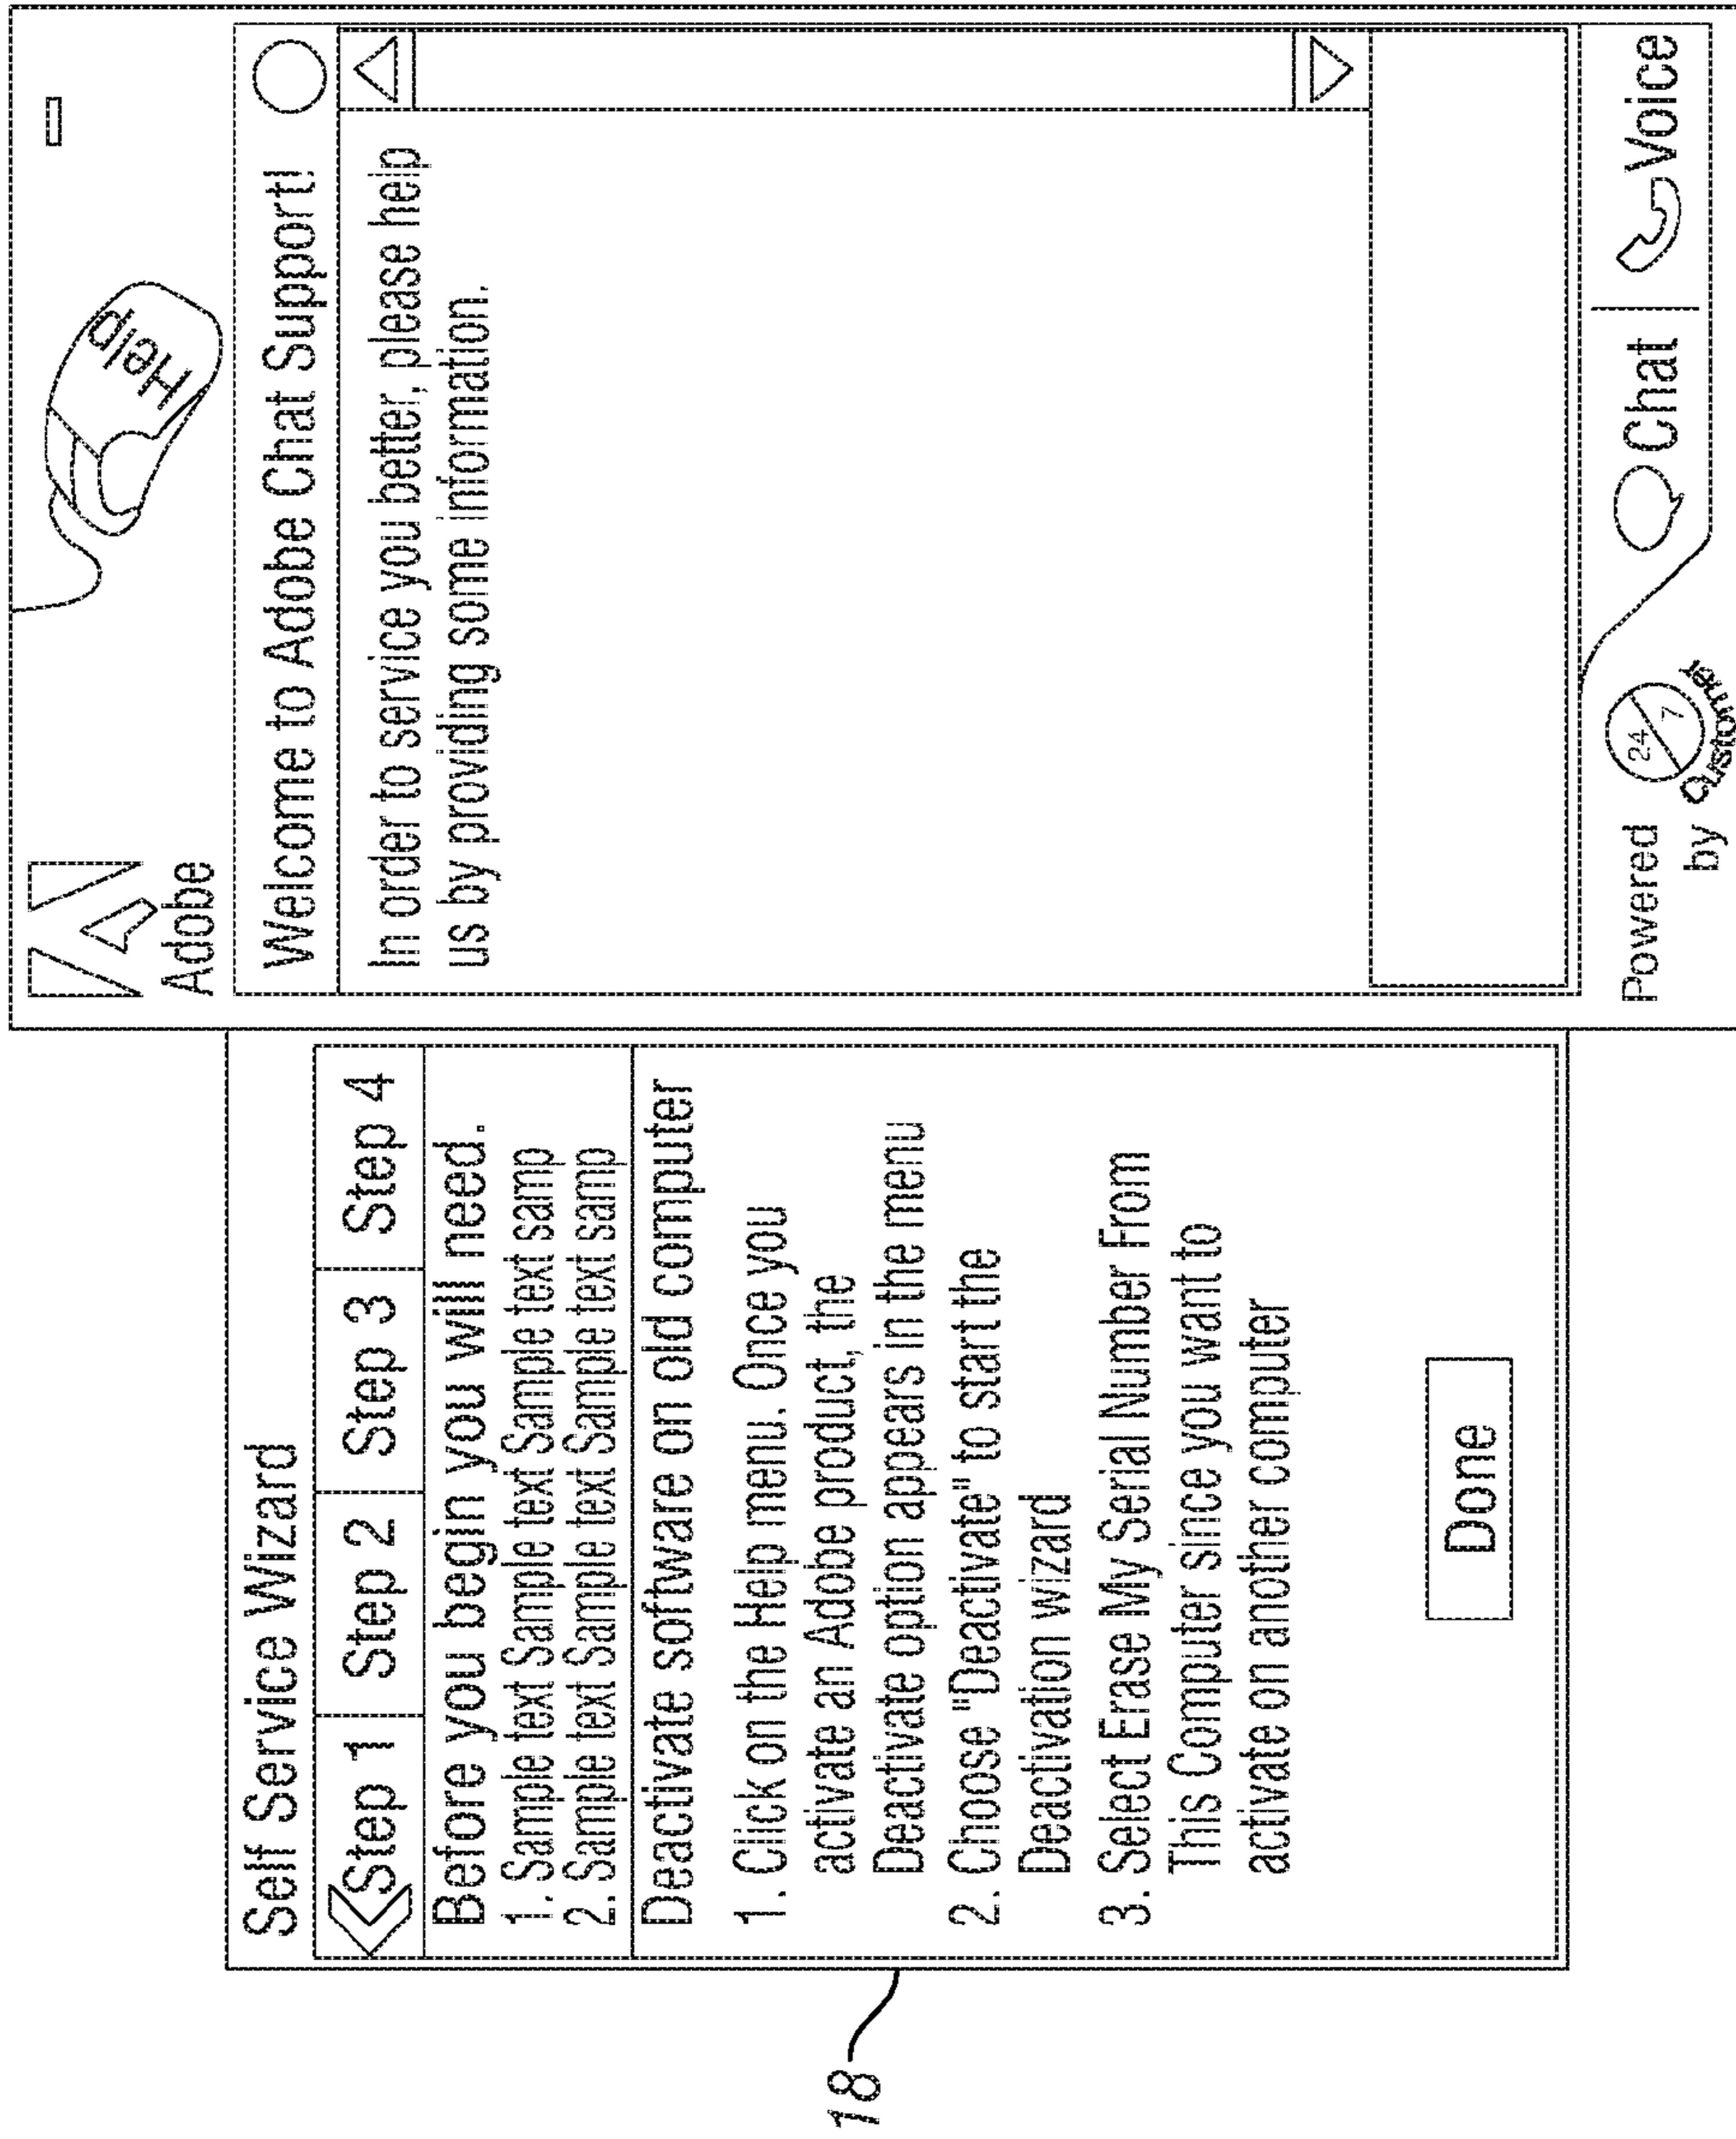 18
Self Service Wizard
Step 1 Step 2 Step 3 Step 4
Before you begin you will need.
1. Sample text Sample text Sample text samp
2. Sample text Sample text Sample text samp
Deactivate software on old computer
1. Click on the Help menu. Once you
activate an Adobe product, the
Deactivate option appears in the menu
2. Choose "Deactivate" to start the
Deactivation wizard
3. Select Erase My Serial Number From
This Computer since you want to
activate on another computer
Done
Adobe
Help
Welcome to Adobe Chat Support!
In order to service you better, please help
us by providing some information.
Powered
by
24/7
Customer
Chat
Voice